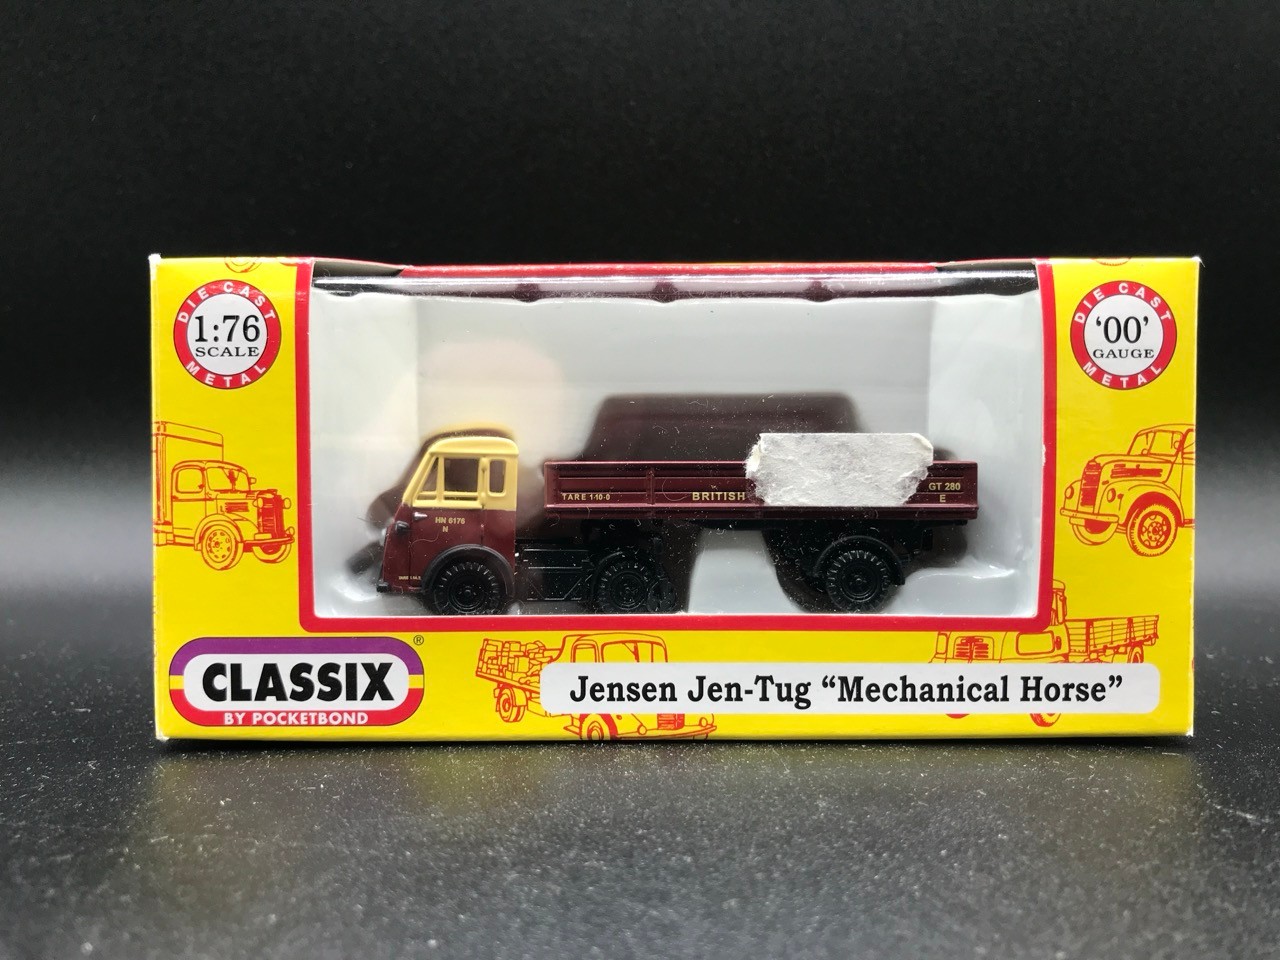 DIE CAST
1:76
SCALE
METAL
DIE CAST
'00'
GAUGE
METAL
TARE 1-10-0
BRITISH
GT 280
E
HN 6176
N
CLASSIX®
BY POCKETBOND
Jensen Jen-Tug “Mechanical Horse”